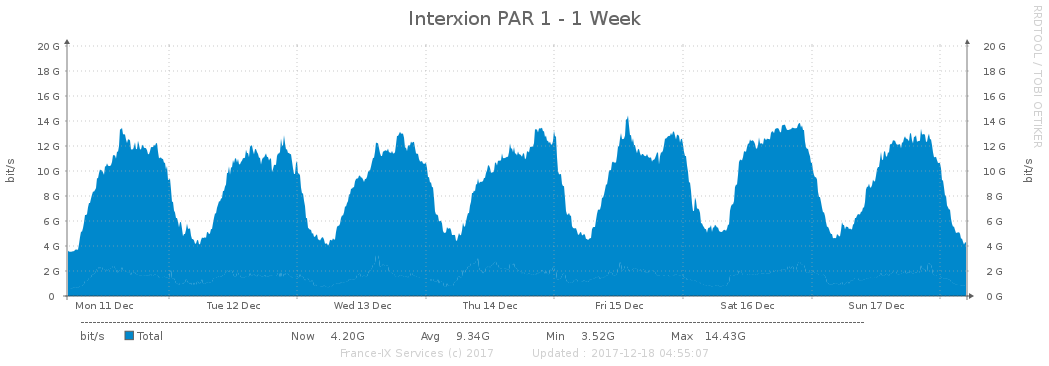 Interxion PAR 1 - 1 Week
RRDTOOL / TOBI OETIKER
20 G 20 G
18 G 18 G
16 G 16 G
14 G 14 G
12 G 12 G
10 G 10 G
8 G 8 G
6 G 6 G
4 G 4 G
2 G 2 G
0 0 G
bit/s
bit/s
Mon 11 Dec Tue 12 Dec Wed 13 Dec Thu 14 Dec Fri 15 Dec Sat 16 Dec Sun 17 Dec
bit/s Total Now 4.20G Avg 9.34G Min 3.52G Max 14.43G
France-IX Services (c) 2017 Updated : 2017-12-18 04:55:07